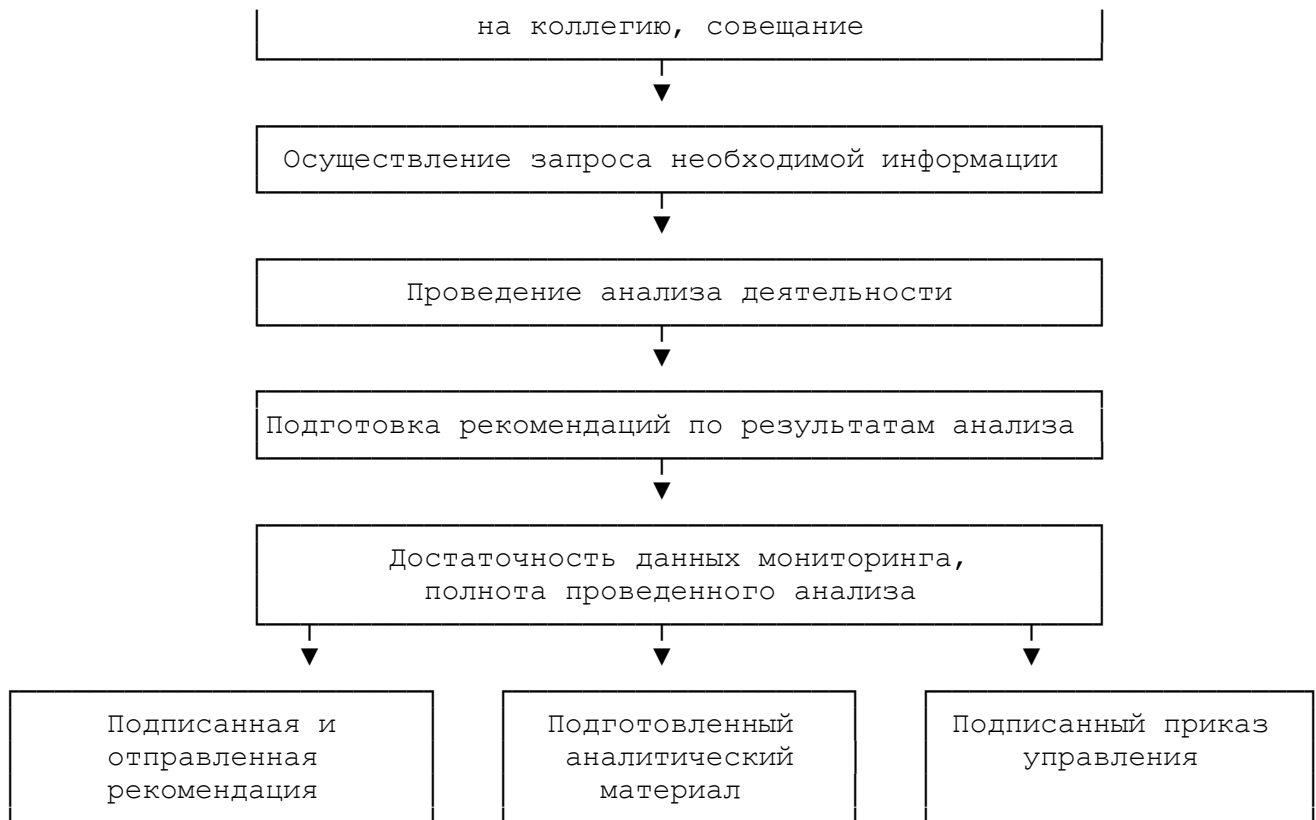 на коллегию, совещание
Осуществление запроса необходимой информации
Проведение анализа деятельности
Подготовка рекомендаций по результатам анализа
Достаточность данных мониторинга,
полнота проведенного анализа
Подписанная и
отправленная
рекомендация
Подготовленный
аналитический
материал
Подписанный приказ
управления